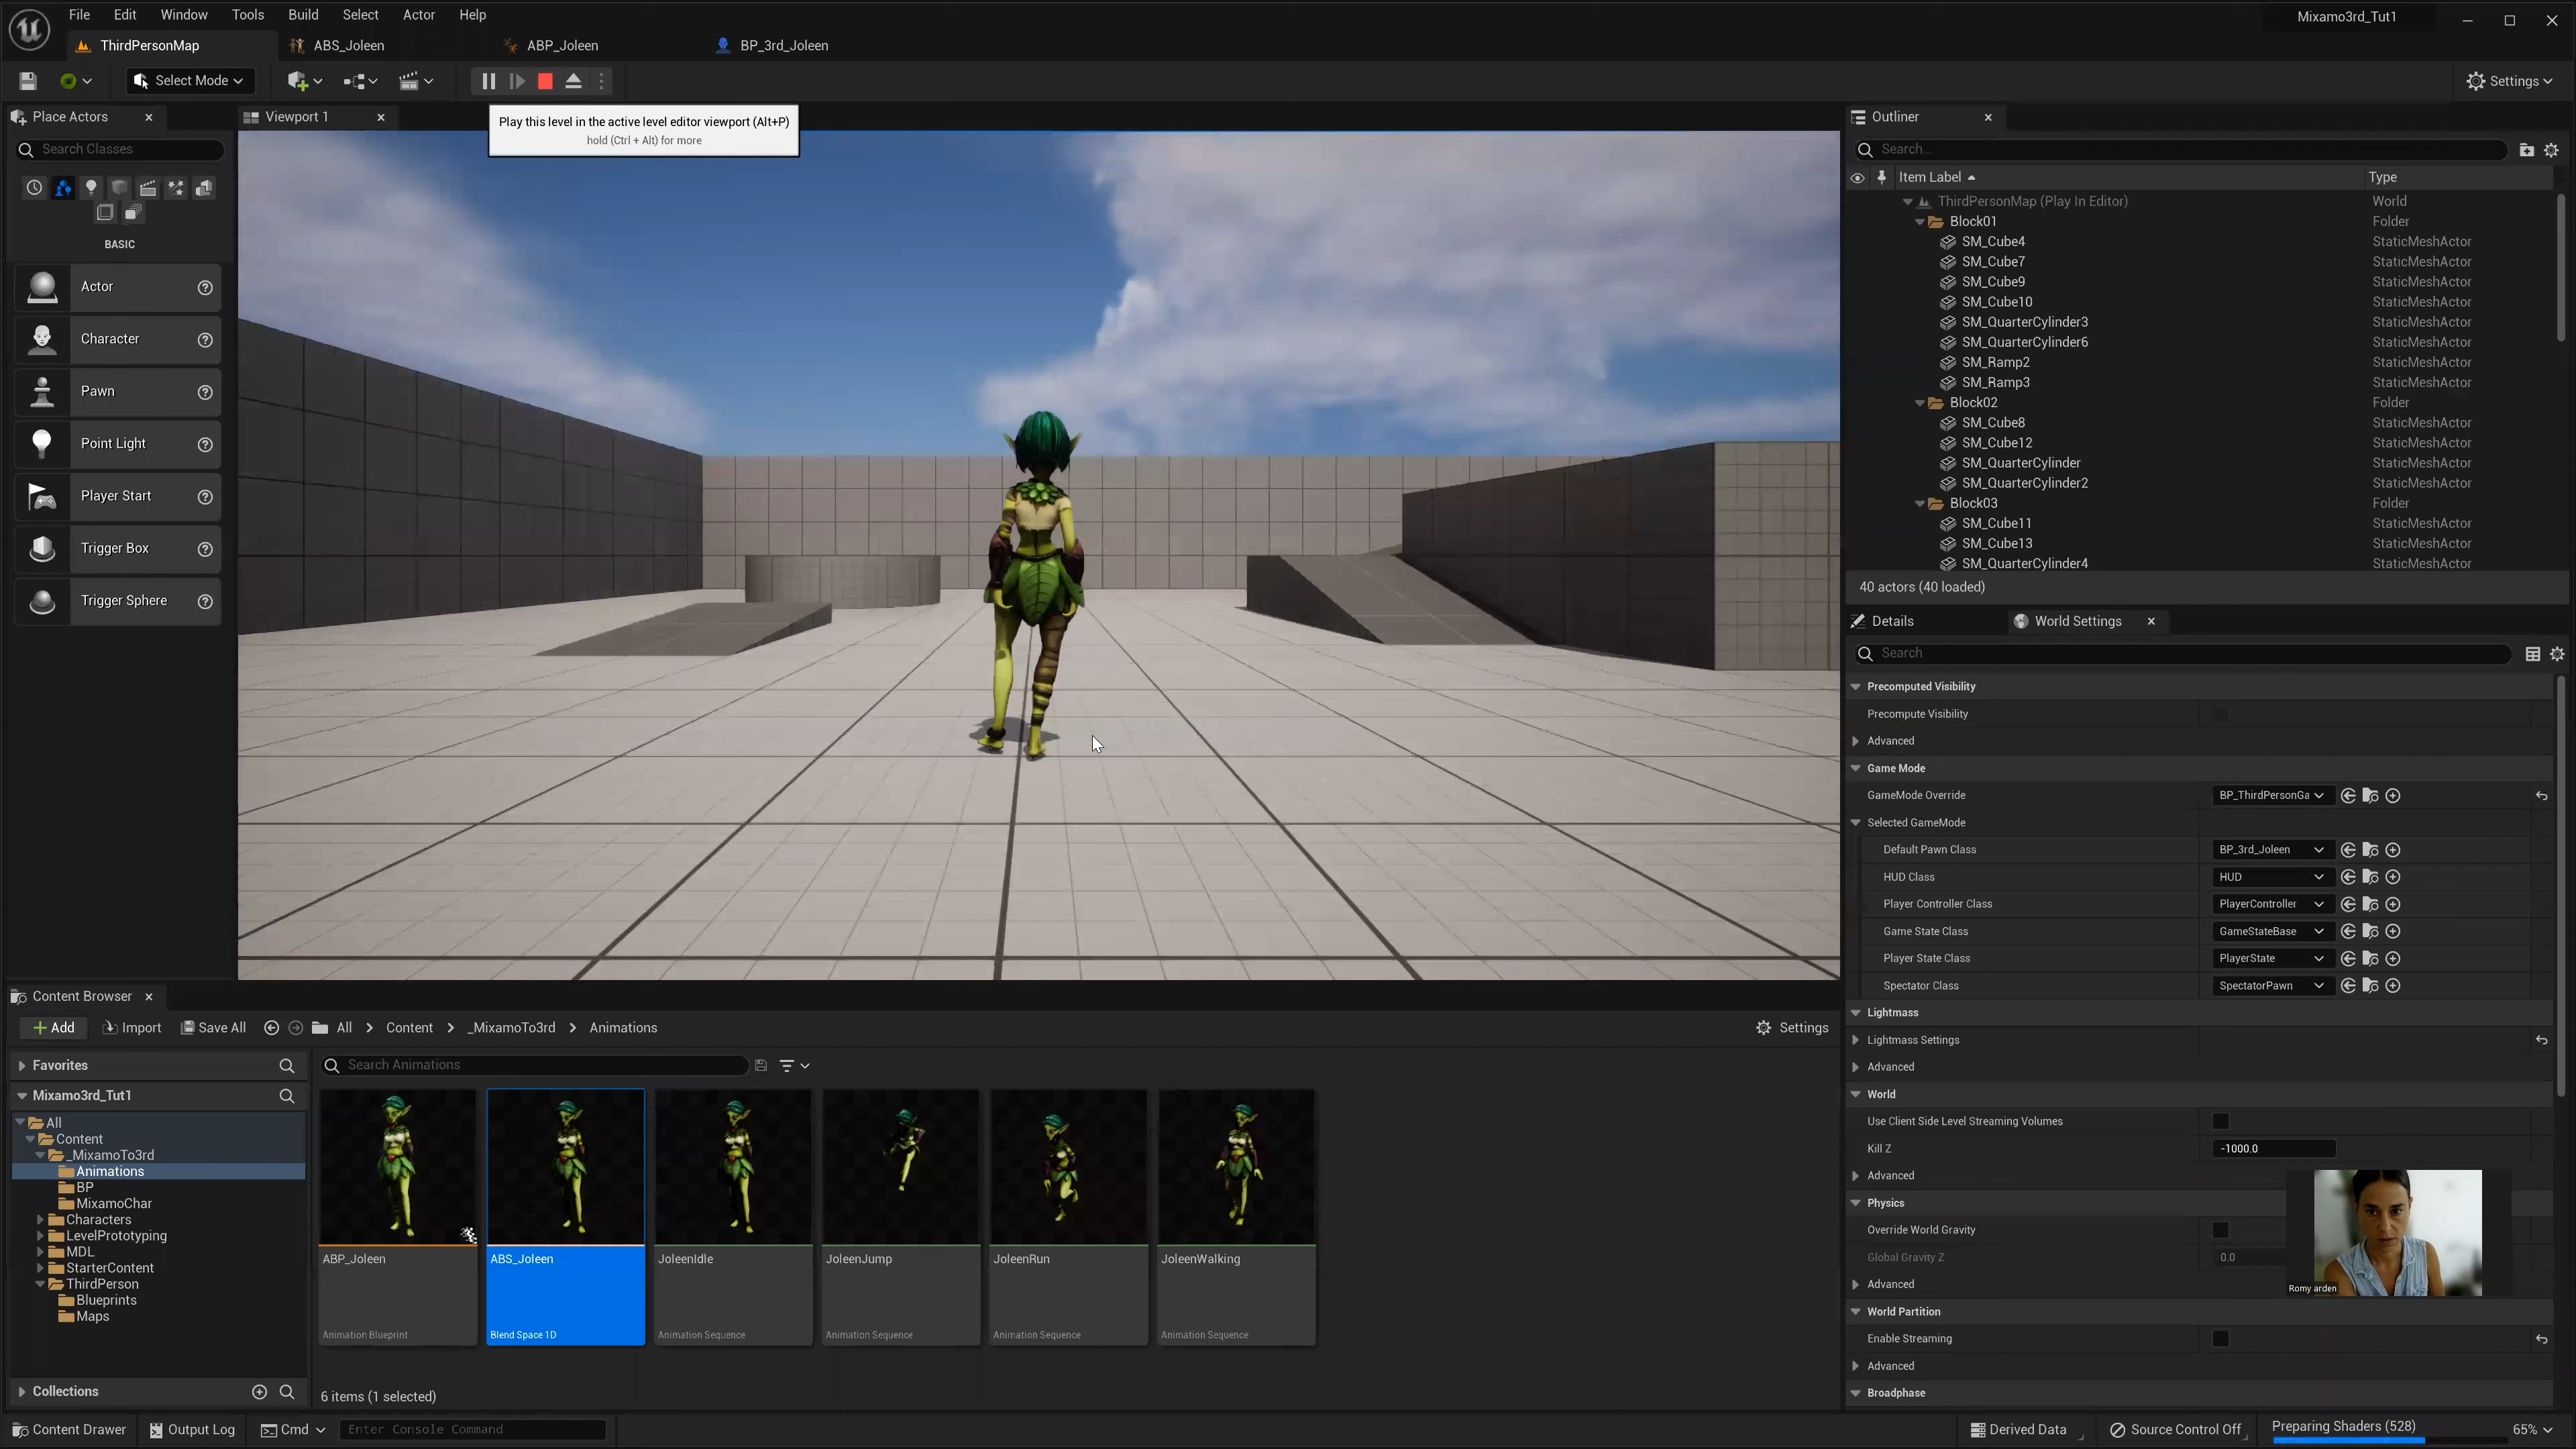 File Edit Window Tools Build Select Actor Help
Mixamo3rd_Tut1
ThirdPersonMap ABS_Joleen ABP_Joleen BP_3rd_Joleen
Select Mode
Settings
Place Actors
Viewport 1
Outliner
Play this level in the active level editor viewport (Alt+P)
hold (Ctrl + Alt) for more
Search Classes
Search...
Item Label Type
ThirdPersonMap (Play In Editor) World
Block01 Folder
SM_Cube4 StaticMeshActor
SM_Cube7 StaticMeshActor
SM_Cube9 StaticMeshActor
SM_Cube10 StaticMeshActor
SM_QuarterCylinder3 StaticMeshActor
SM_QuarterCylinder6 StaticMeshActor
SM_Ramp2 StaticMeshActor
SM_Ramp3 StaticMeshActor
Block02 Folder
SM_Cube8 StaticMeshActor
SM_Cube12 StaticMeshActor
SM_QuarterCylinder StaticMeshActor
SM_QuarterCylinder2 StaticMeshActor
Block03 Folder
SM_Cube11 StaticMeshActor
SM_Cube13 StaticMeshActor
SM_QuarterCylinder4 StaticMeshActor
40 actors (40 loaded)
BASIC
Actor
Character
Pawn
Point Light
Player Start
Trigger Box
Trigger Sphere
Details World Settings
Search
Precomputed Visibility
Precompute Visibility
Advanced
Game Mode
GameMode Override BP_ThirdPersonGa
Selected GameMode
Default Pawn Class BP_3rd_Joleen
HUD Class HUD
Player Controller Class PlayerController
Game State Class GameStateBase
Player State Class PlayerState
Spectator Class SpectatorPawn
Lightmass
Lightmass Settings
Advanced
World
Use Client Side Level Streaming Volumes
Kill Z -1000.0
Advanced
Physics
Override World Gravity
Global Gravity Z 0.0
Advanced
World Partition
Enable Streaming
Advanced
Broadphase
Romy arden
Content Browser
Add Import Save All All Content _MixamoTo3rd Animations Settings
Favorites
Search Animations
Mixamo3rd_Tut1
All
Content
_MixamoTo3rd
Animations
BP
MixamoChar
Characters
LevelPrototyping
MDL
StarterContent
ThirdPerson
Blueprints
Maps
Collections
ABP_Joleen ABS_Joleen JoleenIdle JoleenJump JoleenRun JoleenWalking
Animation Blueprint Blend Space 1D Animation Sequence Animation Sequence Animation Sequence Animation Sequence
6 items (1 selected)
Content Drawer Output Log Cmd Enter Console Command
Derived Data Source Control Off Preparing Shaders (528) 65%